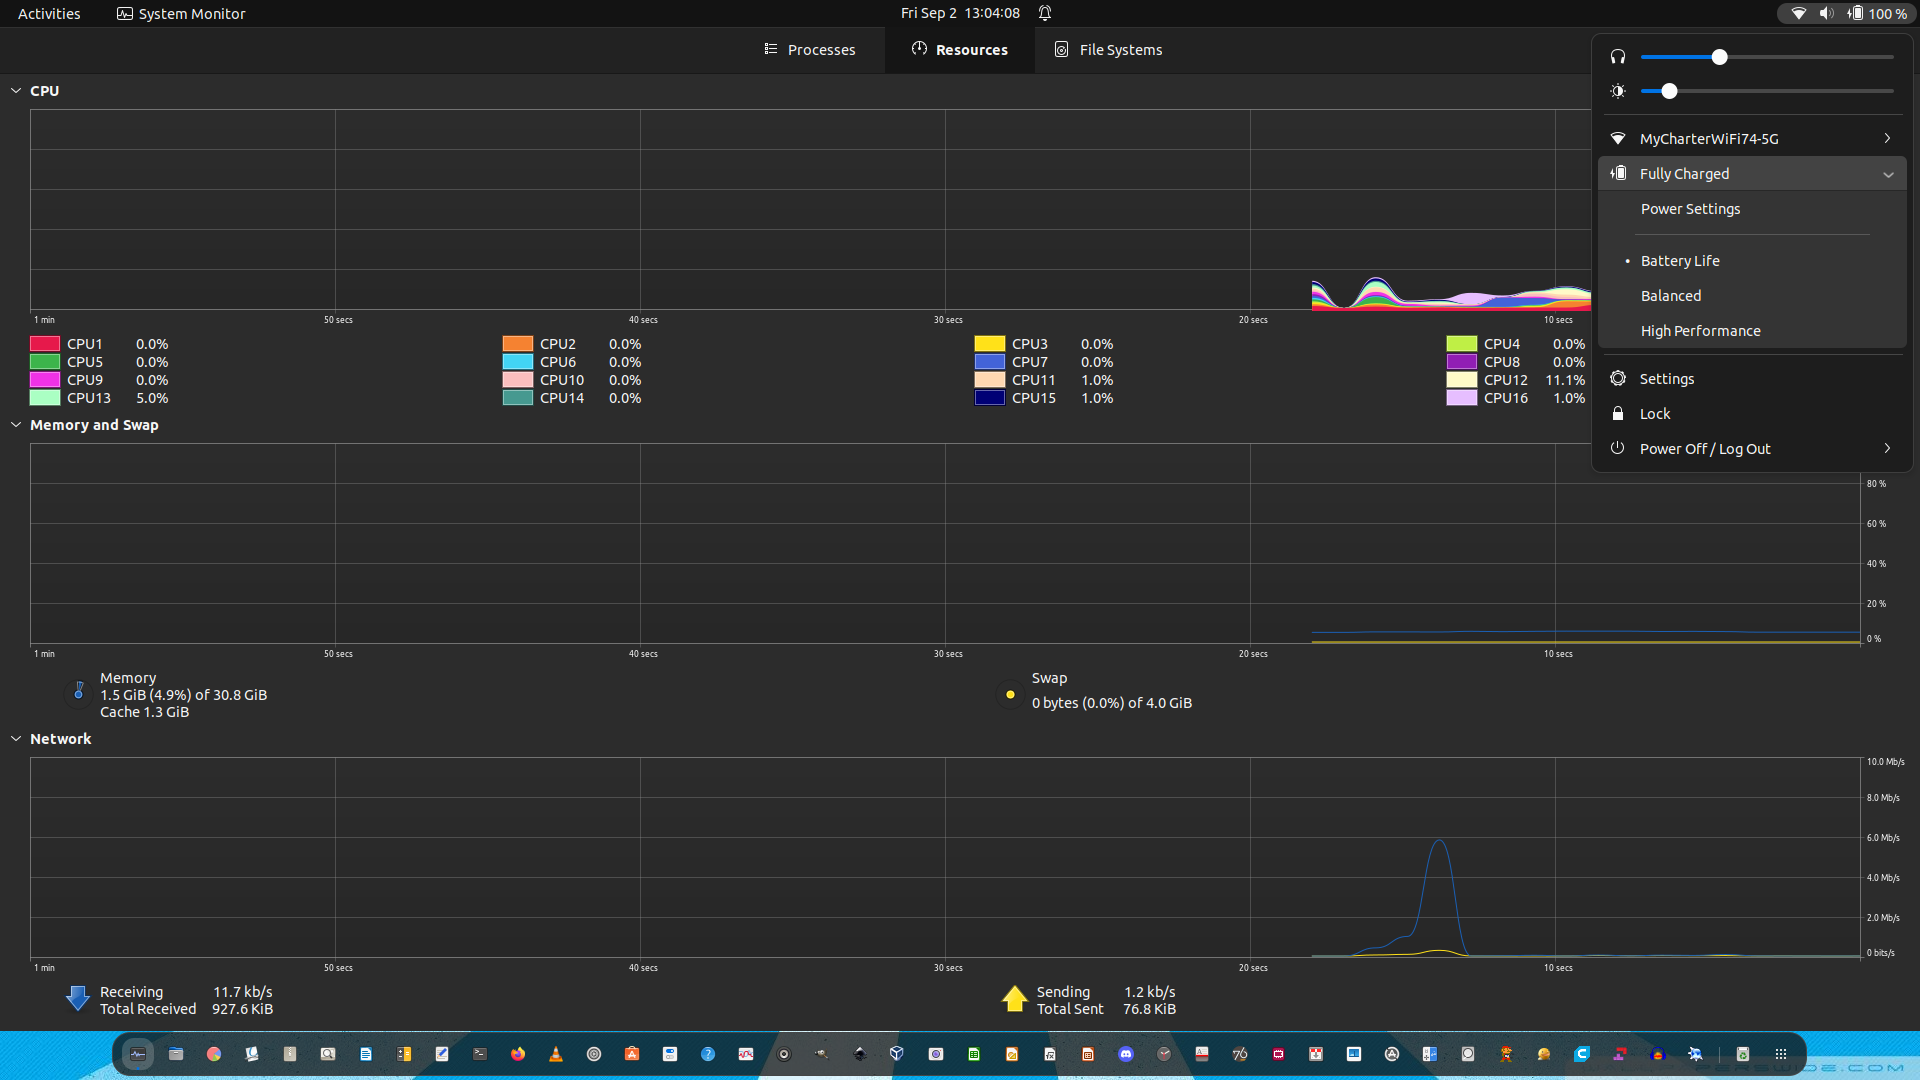 Activities System Monitor Fri Sep 2 13:04:08 100 %
Processes Resources File Systems
CPU
1 min 50 secs 40 secs 30 secs 20 secs 10 secs
CPU1 0.0% CPU2 0.0% CPU3 0.0% CPU4 0.0%
CPU5 0.0% CPU6 0.0% CPU7 0.0% CPU8 0.0%
CPU9 0.0% CPU10 0.0% CPU11 1.0% CPU12 11.1%
CPU13 5.0% CPU14 0.0% CPU15 1.0% CPU16 1.0%
MyCharterWiFi74-5G
Fully Charged
Power Settings
• Battery Life
Balanced
High Performance
Settings
Lock
Power Off / Log Out
Memory and Swap
80 %
60 %
40 %
20 %
0 %
1 min 50 secs 40 secs 30 secs 20 secs 10 secs
Memory
1.5 GiB (4.9%) of 30.8 GiB
Cache 1.3 GiB
Swap
0 bytes (0.0%) of 4.0 GiB
Network
10.0 Mb/s
8.0 Mb/s
6.0 Mb/s
4.0 Mb/s
2.0 Mb/s
0 bits/s
1 min 50 secs 40 secs 30 secs 20 secs 10 secs
Receiving 11.7 kb/s
Total Received 927.6 KiB
Sending 1.2 kb/s
Total Sent 76.8 KiB